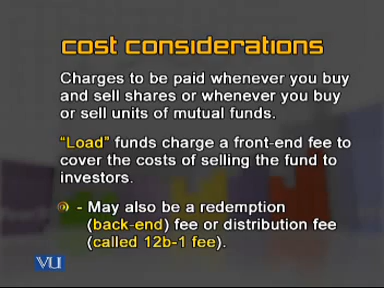 cost considerations
Charges to be paid whenever you buy
and sell shares or whenever you buy
or sell units of mutual funds.
“Load” funds charge a front-end fee to
cover the costs of selling the fund to
investors.
- May also be a redemption
(back-end) fee or distribution fee
(called 12b-1 fee).
VU